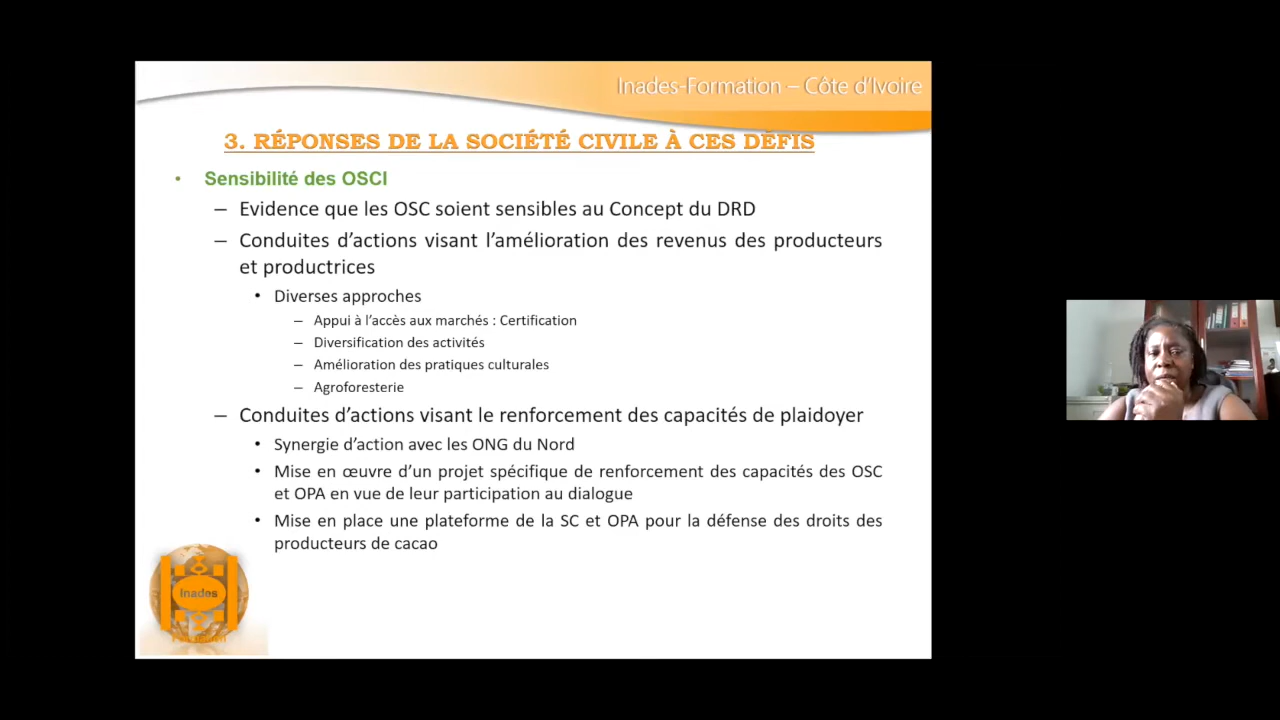 Inades-Formation – Côte d'Ivoire
3. RÉPONSES DE LA SOCIÉTÉ CIVILE À CES DÉFIS
• Sensibilité des OSCI
– Evidence que les OSC soient sensibles au Concept du DRD
– Conduites d'actions visant l'amélioration des revenus des producteurs
et productrices
• Diverses approches
– Appui à l'accès aux marchés : Certification
– Diversification des activités
– Amélioration des pratiques culturales
– Agroforesterie
– Conduites d'actions visant le renforcement des capacités de plaidoyer
• Synergie d'action avec les ONG du Nord
• Mise en œuvre d'un projet spécifique de renforcement des capacités des OSC
et OPA en vue de leur participation au dialogue
• Mise en place une plateforme de la SC et OPA pour la défense des droits des
producteurs de cacao
Inades